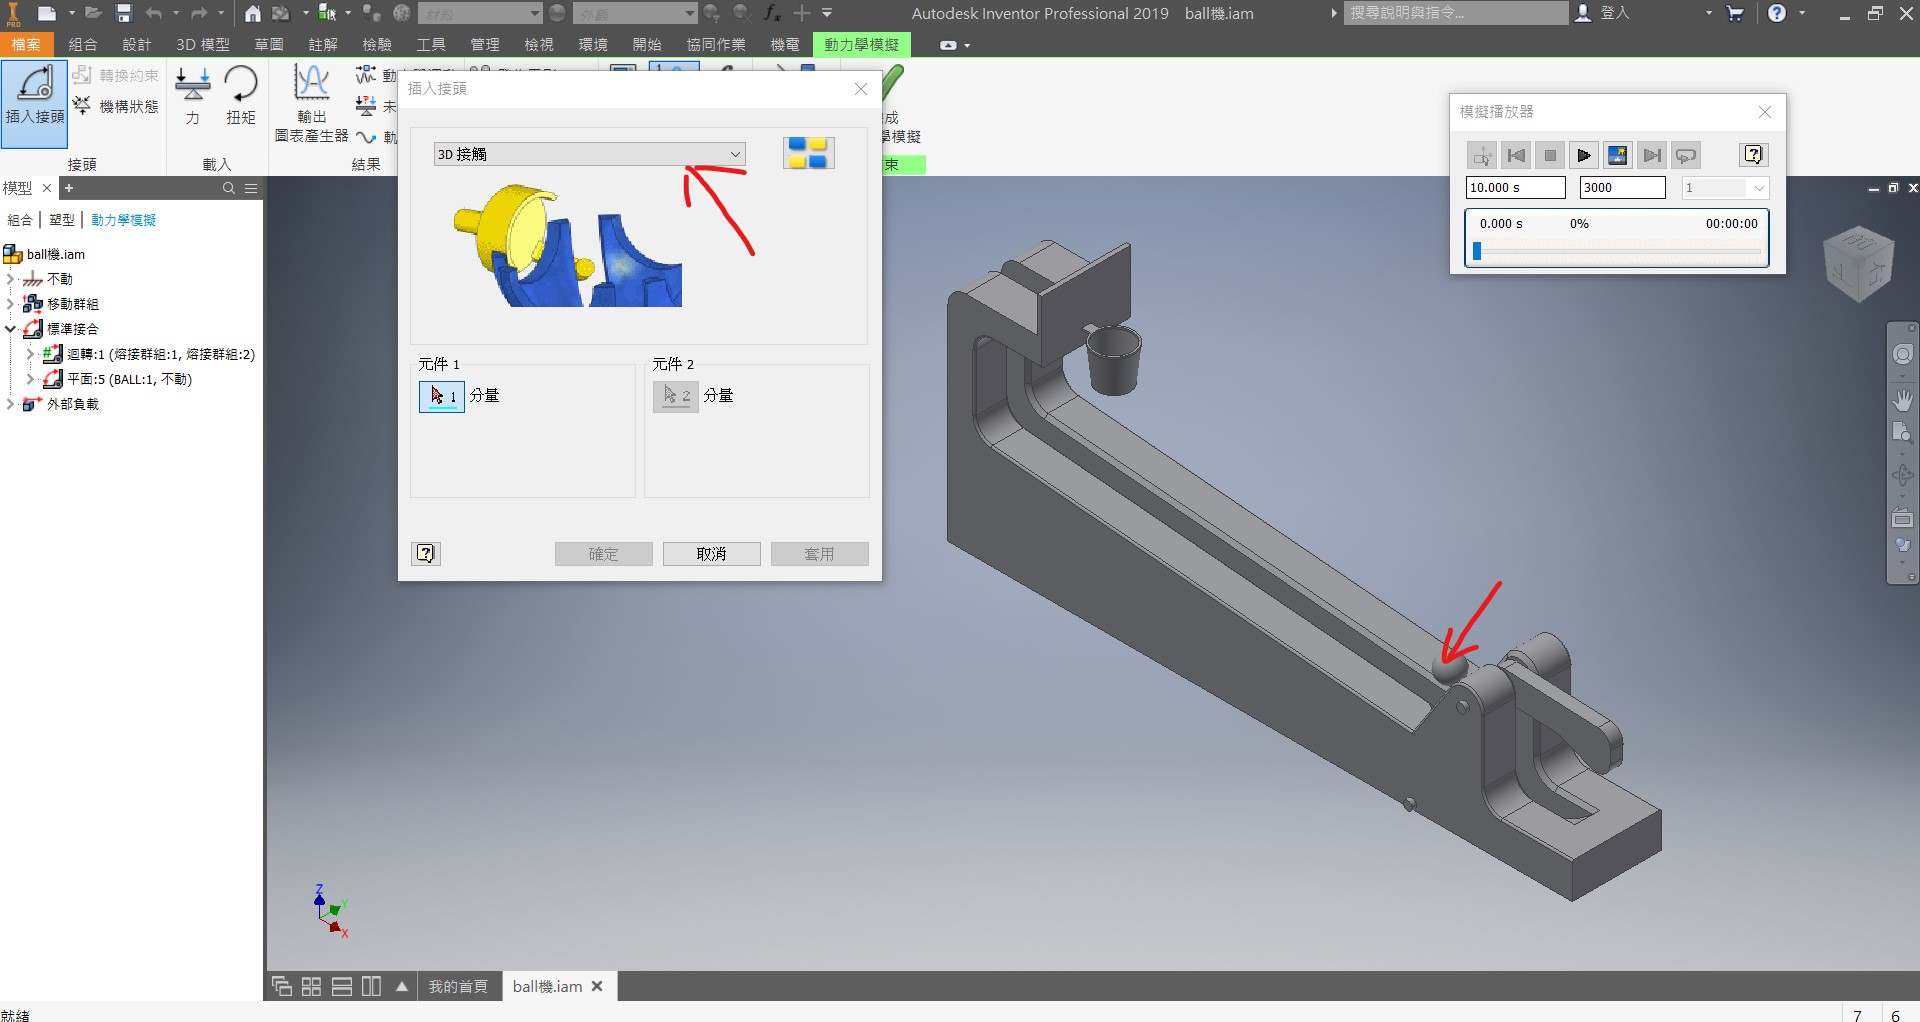 PRO
材料
外觀
fx
Autodesk Inventor Professional 2019 ball機.iam
搜尋說明與指令...
登入
檔案 組合 設計 3D 模型 草圖 註解 檢驗 工具 管理 檢視 環境 開始 協同作業 機電 動力學模擬
插入接頭
轉換約束
機構狀態
力
扭矩
輸出
圖表產生器
接頭
載入
結果
插入接頭
3D 接觸
元件 1
1 分量
元件 2
2 分量
確定
取消
套用
模擬播放器
10.000 s
3000
1
0.000 s
0%
00:00:00
模型
組合
塑型
動力學模擬
ball機.iam
不動
移動群組
標準接合
迴轉:1 (熔接群組:1, 熔接群組:2)
平面:5 (BALL:1, 不動)
外部負載
Z
Y
X
我的首頁
ball機.iam
就緒
7
6